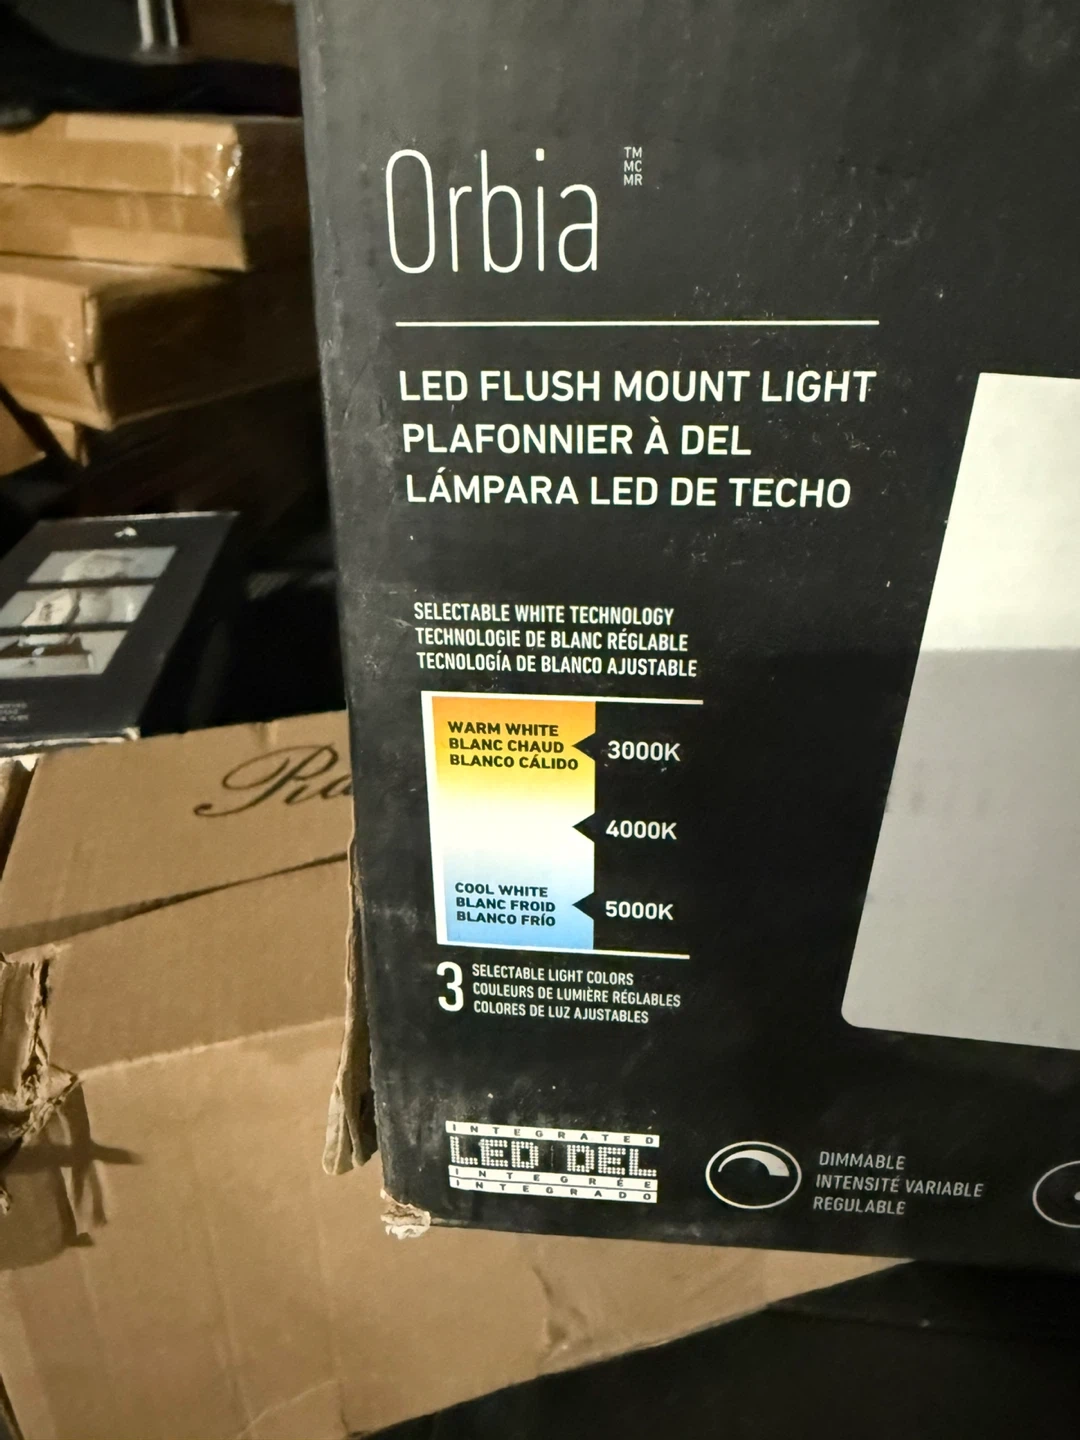 Orbia
TM
MC
MR
LED FLUSH MOUNT LIGHT
PLAFONNIER À DEL
LÁMPARA LED DE TECHO
SELECTABLE WHITE TECHNOLOGY
TECHNOLOGIE DE BLANC RÉGLABLE
TECNOLOGÍA DE BLANCO AJUSTABLE
WARM WHITE
BLANC CHAUD
BLANCO CÁLIDO
3000K
4000K
COOL WHITE
BLANC FROID
BLANCO FRÍO
5000K
3
SELECTABLE LIGHT COLORS
COULEURS DE LUMIÈRE RÉGLABLES
COLORES DE LUZ AJUSTABLES
INTEGRATED
LED DEL
INTEGRÉE
INTEGRADO
DIMMABLE
INTENSITÉ VARIABLE
REGULABLE